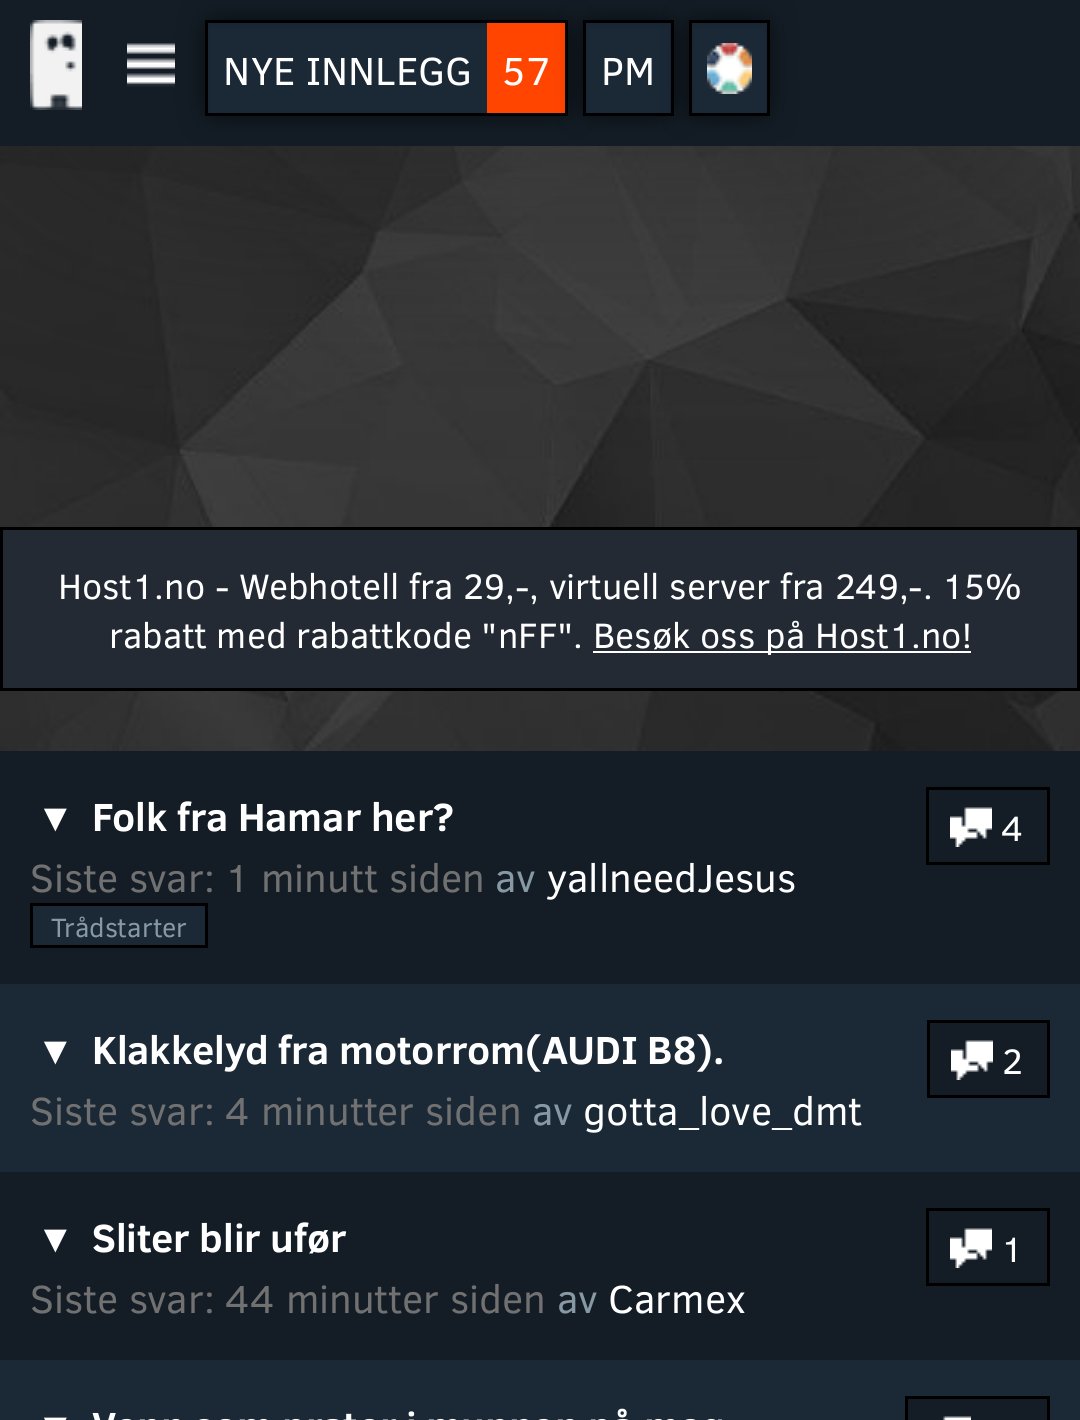 NYE INNLEGG 57 PM
Host1.no - Webhotell fra 29,-, virtuell server fra 249,-. 15%
rabatt med rabattkode "nFF". Besøk oss på Host1.no!
▼ Folk fra Hamar her? 4
Siste svar: 1 minutt siden av yallneedJesus
Trådstarter
▼ Klakkelyd fra motorrom(AUDI B8). 2
Siste svar: 4 minutter siden av gotta_love_dmt
▼ Sliter blir ufør 1
Siste svar: 44 minutter siden av Carmex